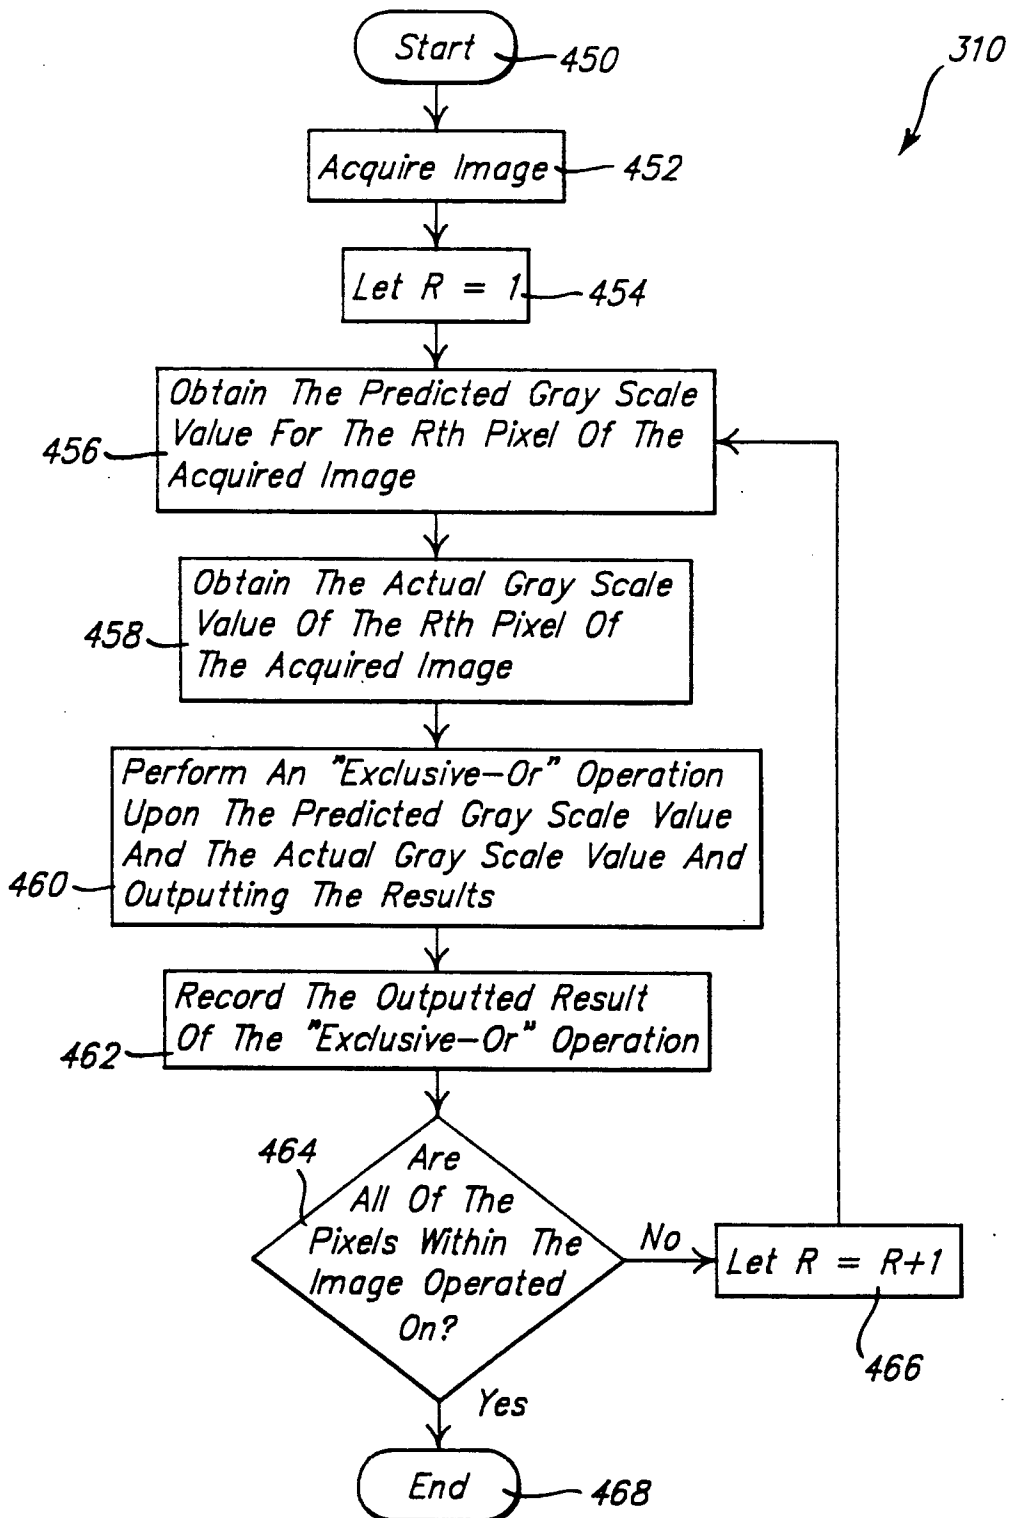 Start
450
310
Acquire Image
452
Let R = 1
454
Obtain The Predicted Gray Scale
Value For The Rth Pixel Of The
Acquired Image
456
Obtain The Actual Gray Scale
Value Of The Rth Pixel Of
The Acquired Image
458
Perform An "Exclusive-Or" Operation
Upon The Predicted Gray Scale Value
And The Actual Gray Scale Value And
Outputting The Results
460
Record The Outputted Result
Of The "Exclusive-Or" Operation
462
464
Are
All Of The
Pixels Within The
Image Operated
On?
No
Let R = R+1
466
Yes
End
468